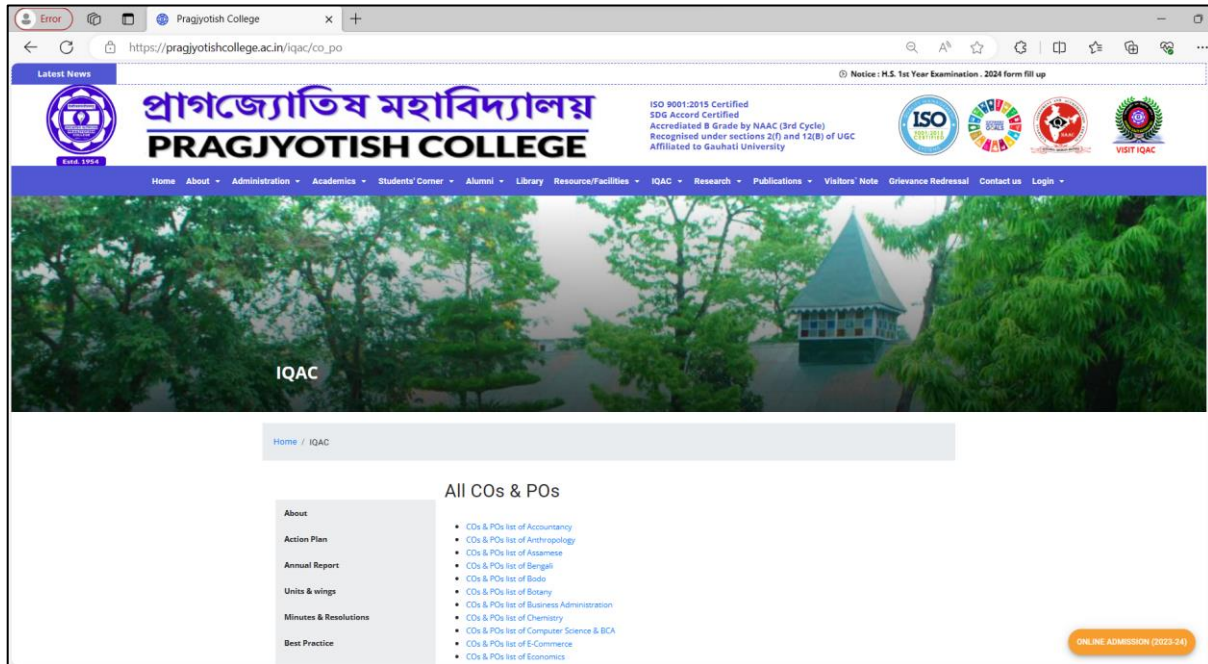 Error
Pragjyotish College
https://pragjyotishcollege.ac.in/iqac/co_po
Latest News
Notice : H.S. 1st Year Examination . 2024 form fill up
প্রাগজ্যোতিষ মহাবিদ্যালয়
PRAGJYOTISH COLLEGE
Estd. 1954
ISO 9001:2015 Certified
SDG Accord Certified
Accrediated B Grade by NAAC (3rd Cycle)
Recognised under sections 2(f) and 12(B) of UGC
Affiliated to Gauhati University
ISO
VISIT IQAC
Home About Administration Academics Students'Corner Alumni Library Resource/Facilities IQAC Research Publications Visitors` Note Grievance Redressal Contact us Login
IQAC
Home / IQAC
All COs & POs
About
Action Plan
Annual Report
Units & wings
Minutes & Resolutions
Best Practice
COs & POs list of Accountancy
COs & POs list of Anthropology
COs & POs list of Assamese
COs & POs list of Bengali
COs & POs list of Bodo
COs & POs list of Botany
COs & POs list of Business Administration
COs & POs list of Chemistry
COs & POs list of Computer Science & BCA
COs & POs list of E-Commerce
COs & POs list of Economics
ONLINE ADMISSION (2023-24)